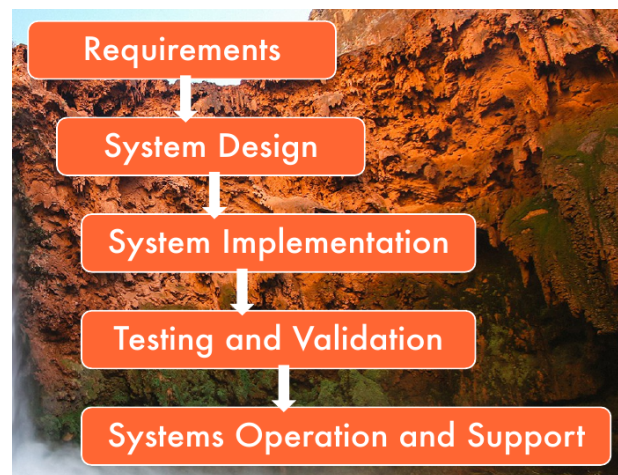 Requirements
System Design
System Implementation
Testing and Validation
Systems Operation and Support